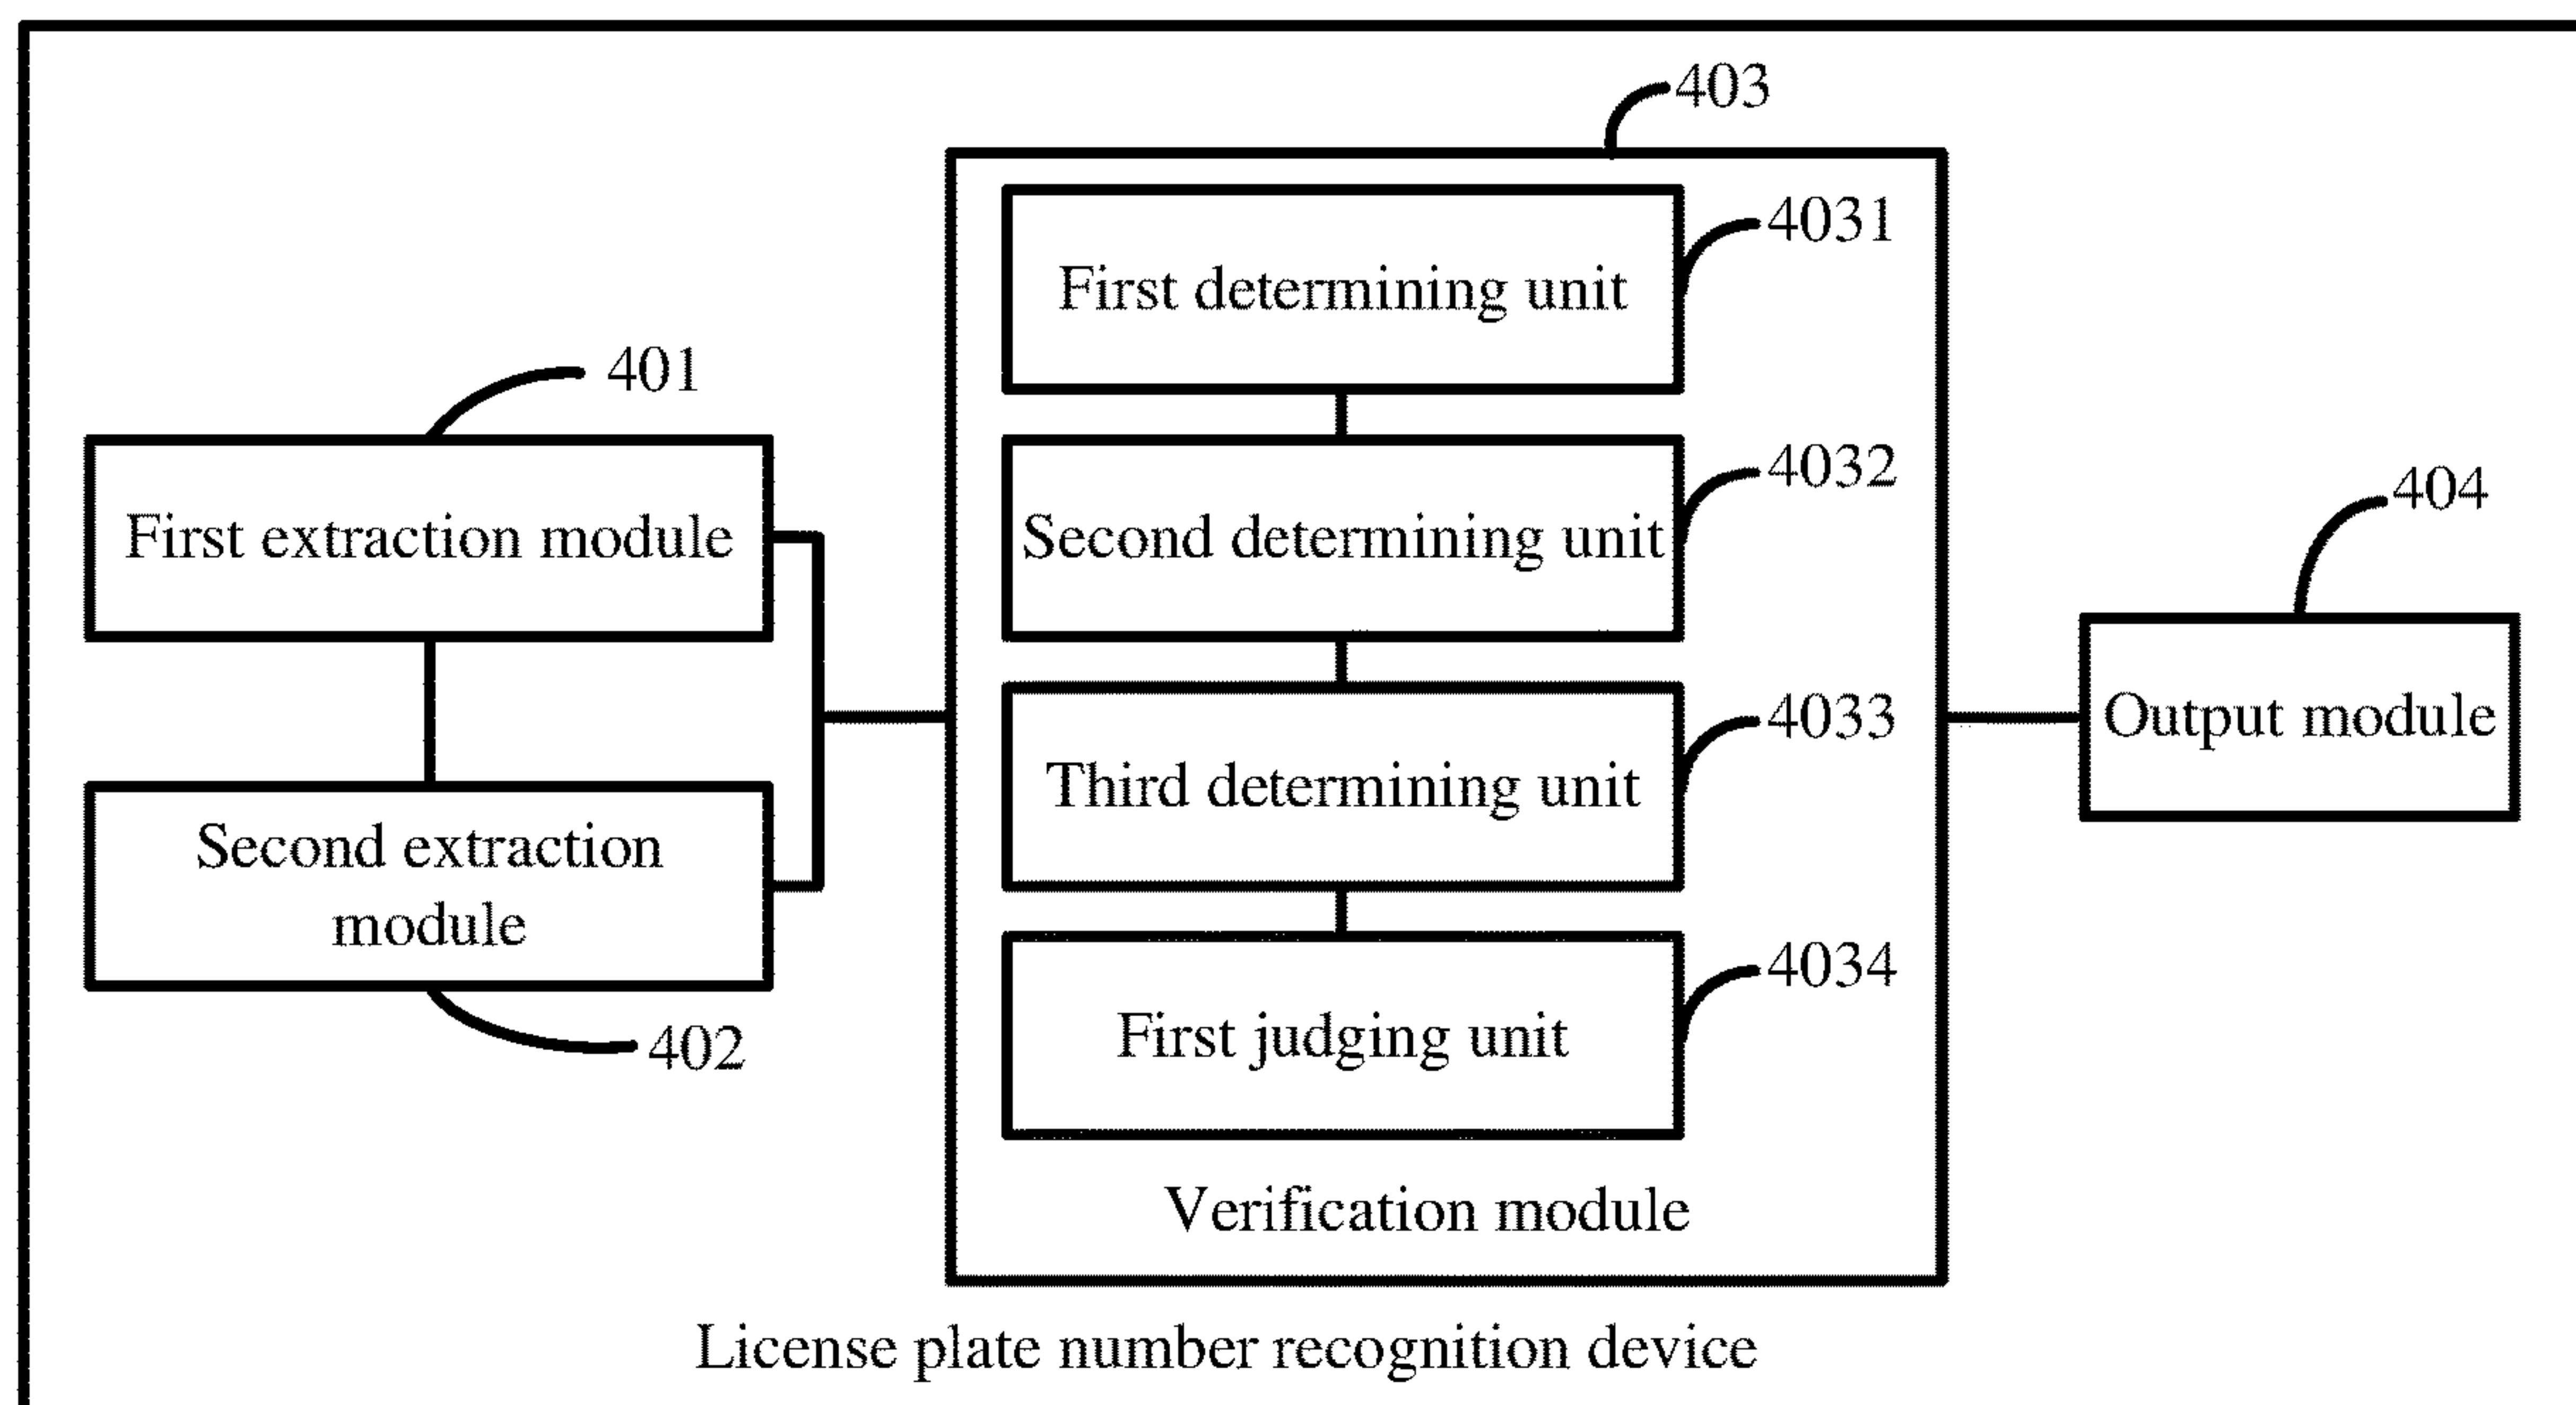 403
4031
First determining unit
401
4032
First extraction module
Second determining unit
404
4033
Output module
Third determining unit
Second extraction
module
4034
First judging unit
402
Verification module
License plate number recognition device